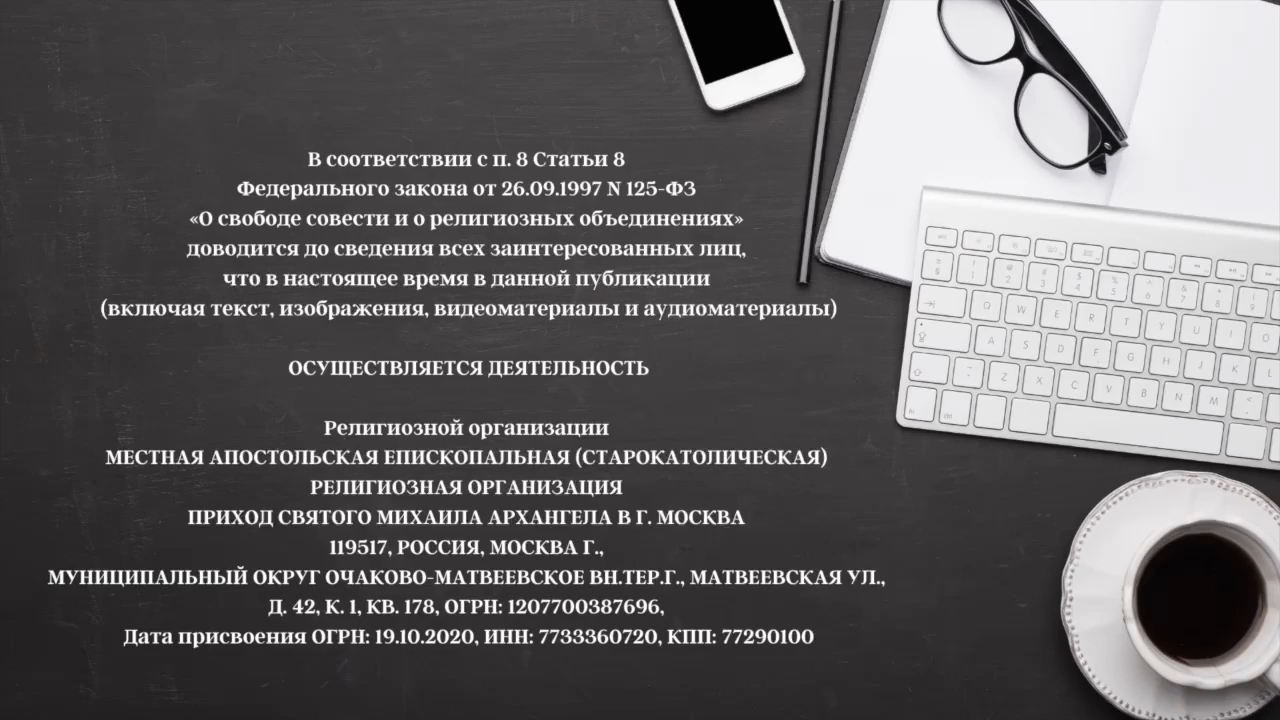 В соответствии с п. 8 Статьи 8
Федерального закона от 26.09.1997 N 125-ФЗ
«О свободе совести и о религиозных объединениях»
доводится до сведения всех заинтересованных лиц,
что в настоящее время в данной публикации
(включая текст, изображения, видеоматериалы и аудиоматериалы)
ОСУЩЕСТВЛЯЕТСЯ ДЕЯТЕЛЬНОСТЬ
Религиозной организации
МЕСТНАЯ АПОСТОЛЬСКАЯ ЕПИСКОПАЛЬНАЯ (СТАРОКАТОЛИЧЕСКАЯ)
РЕЛИГИОЗНАЯ ОРГАНИЗАЦИЯ
ПРИХОД СВЯТОГО МИХАИЛА АРХАНГЕЛА В Г. МОСКВА
119517, РОССИЯ, МОСКВА Г.,
МУНИЦИПАЛЬНЫЙ ОКРУГ ОЧАКОВО-МАТВЕЕВСКОЕ ВН.ТЕР.Г., МАТВЕЕВСКАЯ УЛ.,
Д. 42, К. 1, КВ. 178, ОГРН: 1207700387696,
Дата присвоения ОГРН: 19.10.2020, ИНН: 7733360720, КПП: 77290100